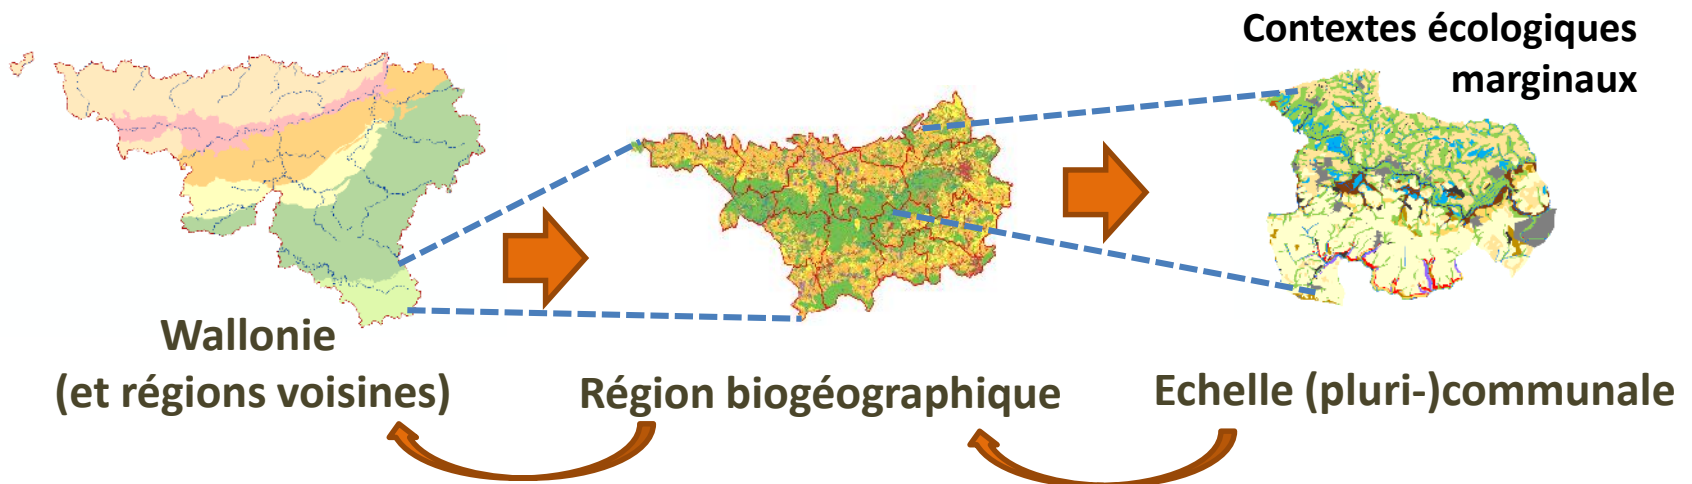 Contextes écologiques
marginaux
Wallonie
(et régions voisines)
Région biogéographique
Echelle (pluri-)communale